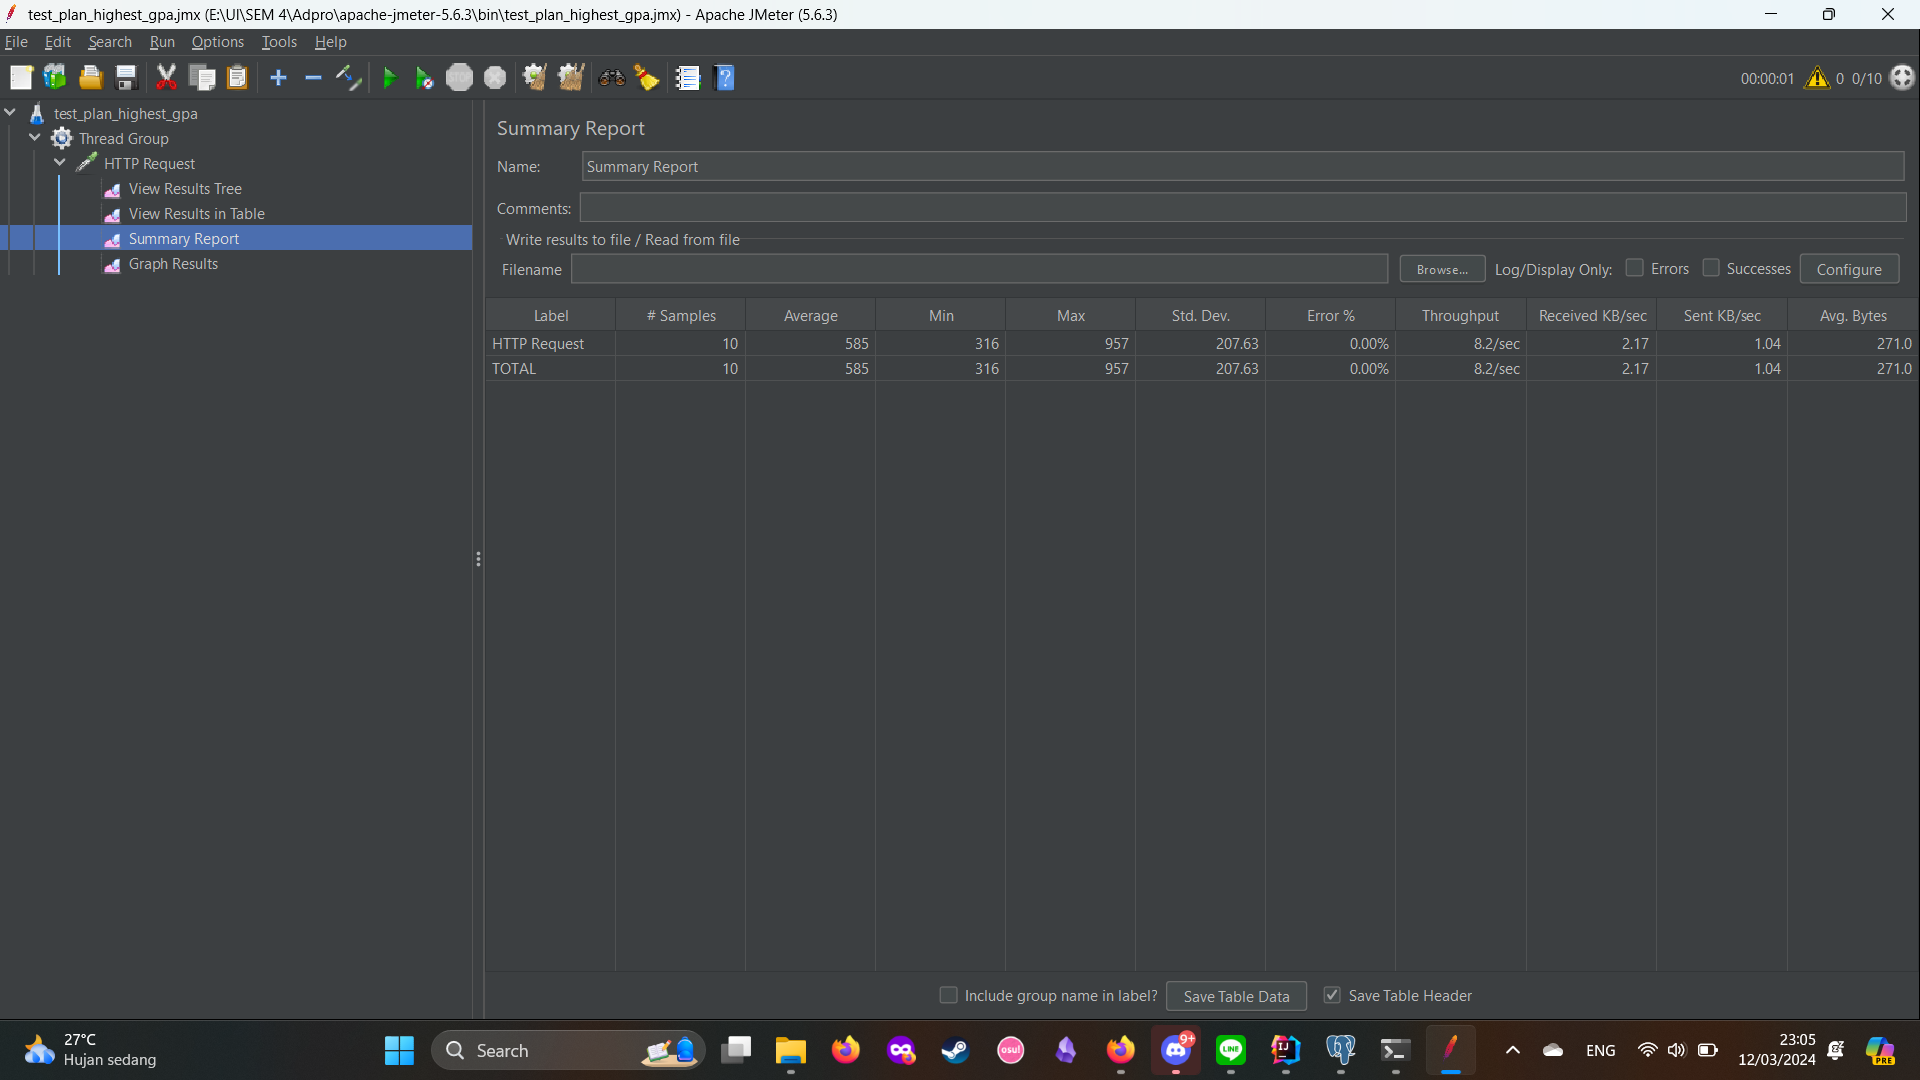 test_plan_highest_gpa.jmx (E:\UI\SEM 4\Adpro\apache-jmeter-5.6.3\bin\test_plan_highest_gpa.jmx) - Apache JMeter (5.6.3)
File Edit Search Run Options Tools Help
STOP ? 00:00:01 0 0/10
test_plan_highest_gpa
Thread Group
HTTP Request
View Results Tree
View Results in Table
Summary Report
Graph Results
Summary Report
Name: Summary Report
Comments:
Write results to file / Read from file
Filename Browse... Log/Display Only: Errors Successes Configure
Label # Samples Average Min Max Std. Dev. Error % Throughput Received KB/sec Sent KB/sec Avg. Bytes
HTTP Request 10 585 316 957 207.63 0.00% 8.2/sec 2.17 1.04 271.0
TOTAL 10 585 316 957 207.63 0.00% 8.2/sec 2.17 1.04 271.0
Include group name in label? Save Table Data Save Table Header
27°C
Hujan sedang
Search
osu!
9+
LINE
IJ
ENG
23:05
12/03/2024
PRE